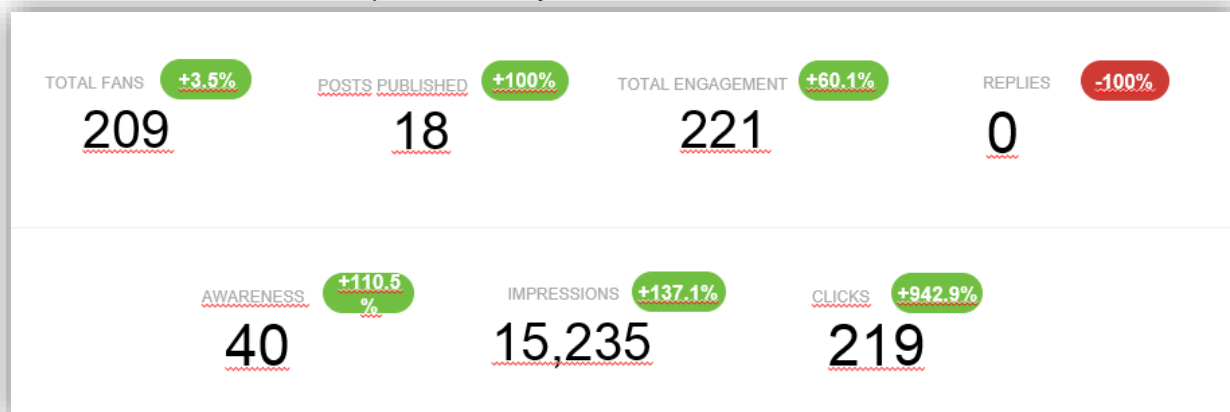 TOTAL FANS +3.5% POSTS PUBLISHED +100% TOTAL ENGAGEMENT +60.1% REPLIES -100%
209 18 221 0
AWARENESS +110.5% IMPRESSIONS +137.1% CLICKS +942.9%
40 15,235 219